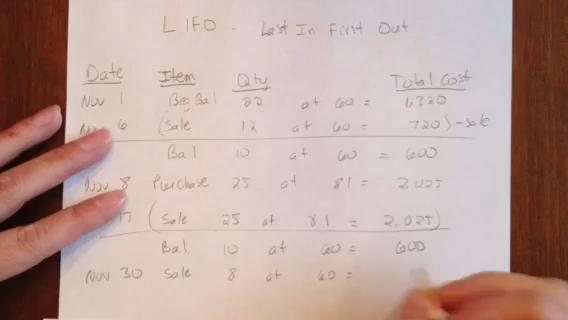 LIFO - Last In First Out
Date Item Qty Total Cost
Nov 1 Beg Bal 22 at 60 = 1,320
6 (Sale 12 at 60 = 720) - sale
Bal 10 at 60 = 600
Nov 8 Purchase 25 at 81 = 2,025
17 (Sale 25 at 81 = 2,025)
Bal 10 at 60 = 600
Nov 30 Sale 8 at 60 =